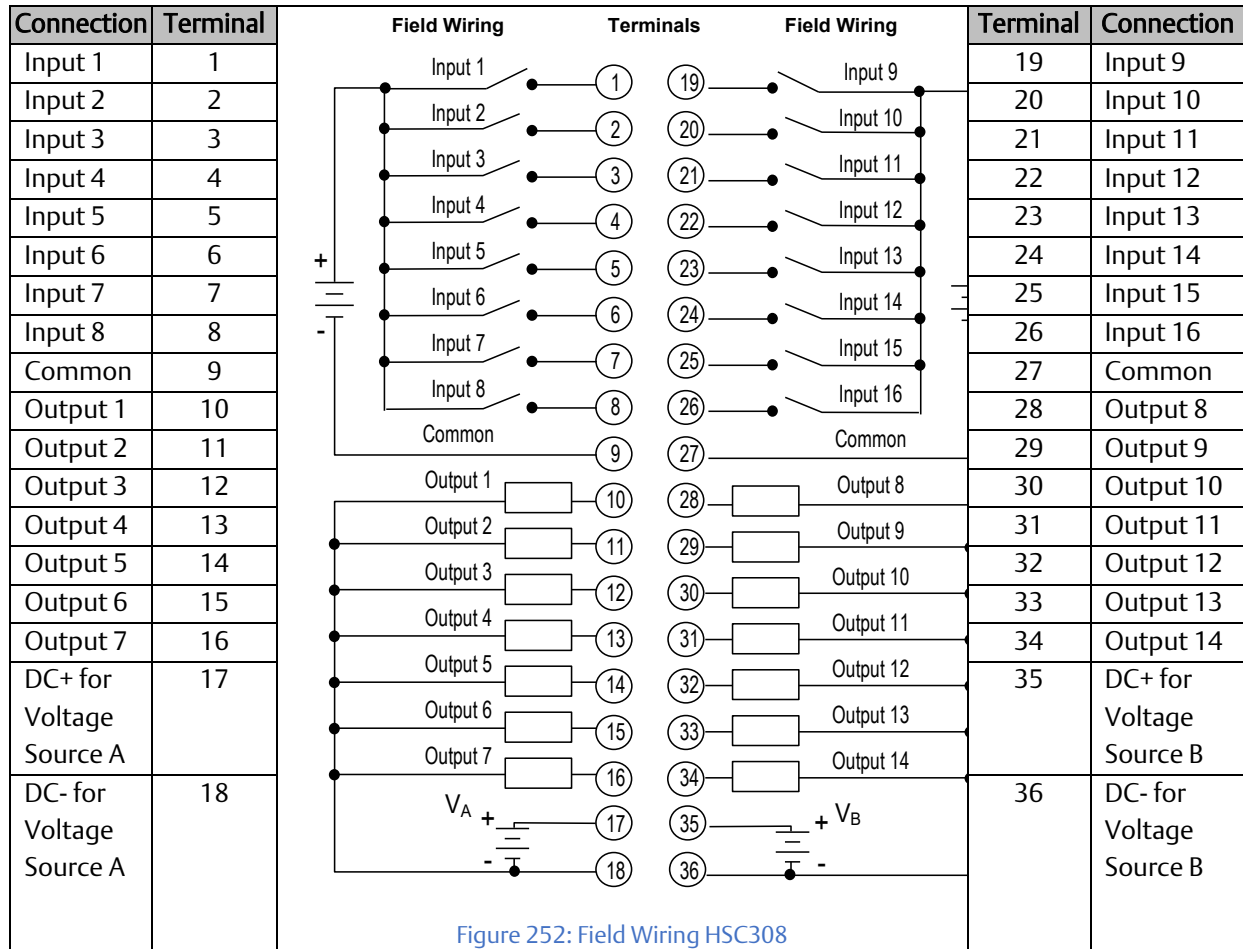 Connection Terminal Field Wiring Terminals Field Wiring Terminal Connection
Input 1 1 Input 1 1 19 Input 9 19 Input 9
Input 2 2 Input 2 2 20 Input 10 20 Input 10
Input 3 3 Input 3 3 21 Input 11 21 Input 11
Input 4 4 Input 4 4 22 Input 12 22 Input 12
Input 5 5 Input 5 5 23 Input 13 23 Input 13
Input 6 6 + Input 6 6 24 Input 14 24 Input 14
Input 7 7 - Input 7 7 25 Input 15 25 Input 15
Input 8 8 Input 8 8 26 Input 16 26 Input 16
Common 9 Common 9 27 Common 27 Common
Output 1 10 Output 1 10 28 Output 8 28 Output 8
Output 2 11 Output 2 11 29 Output 9 29 Output 9
Output 3 12 Output 3 12 30 Output 10 30 Output 10
Output 4 13 Output 4 13 31 Output 11 31 Output 11
Output 5 14 Output 5 14 32 Output 12 32 Output 12
Output 6 15 Output 6 15 33 Output 13 33 Output 13
Output 7 16 Output 7 16 34 Output 14 34 Output 14
DC+ for 17 VA + 17 35 + VB 35 DC+ for
Voltage Voltage
Source A Source B
DC- for 18 - 18 36 - 36 DC- for
Voltage Voltage
Source A Source B
Figure 252: Field Wiring HSC308